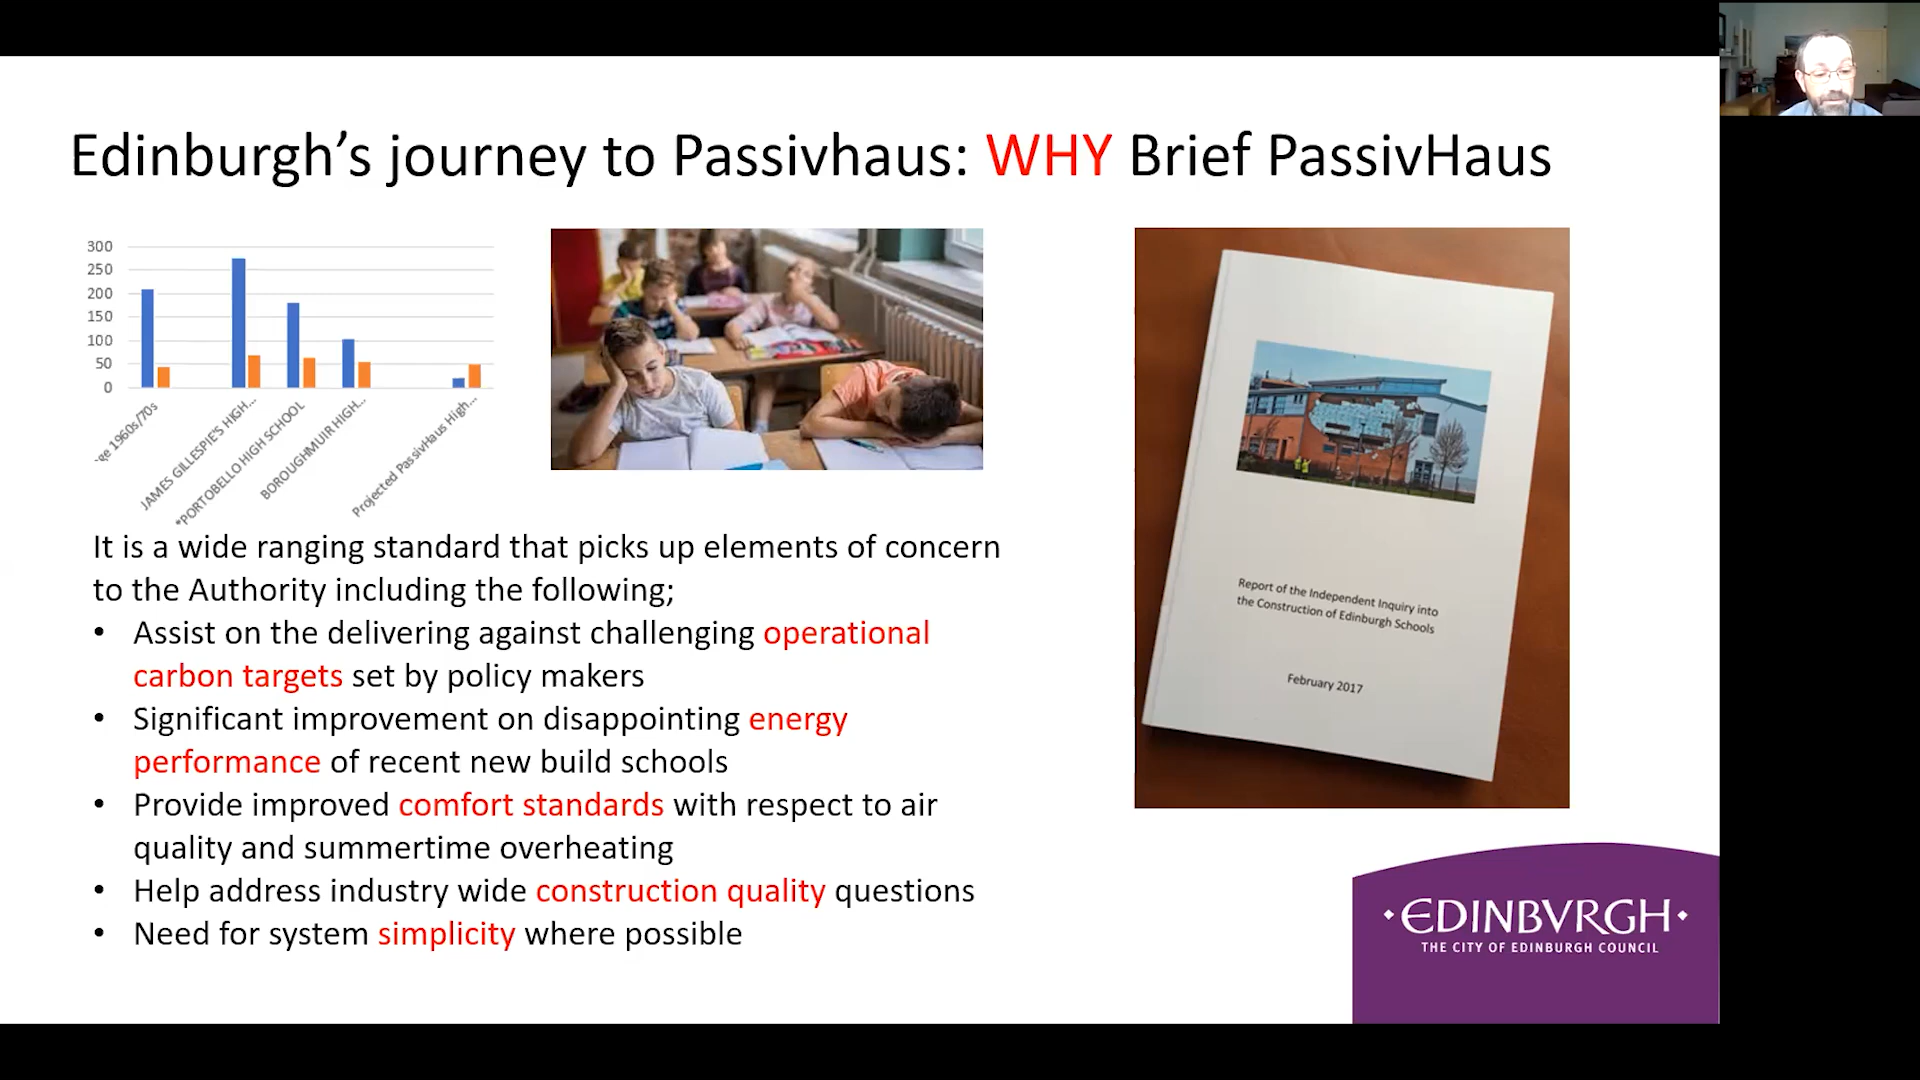 Edinburgh's journey to Passivhaus: WHY Brief PassivHaus
300
250
200
150
100
50
0
1960s/70s
JAMES GILLESPIE'S HIGH...
*PORTOBELLO HIGH SCHOOL
BOROUGHMUIR HIGH...
Projected PassivHaus High...
It is a wide ranging standard that picks up elements of concern
to the Authority including the following;
• Assist on the delivering against challenging operational
carbon targets set by policy makers
• Significant improvement on disappointing energy
performance of recent new build schools
• Provide improved comfort standards with respect to air
quality and summertime overheating
• Help address industry wide construction quality questions
• Need for system simplicity where possible
Report of the Independent Inquiry into
the Construction of Edinburgh Schools
February 2017
EDINBVRGH
THE CITY OF EDINBURGH COUNCIL